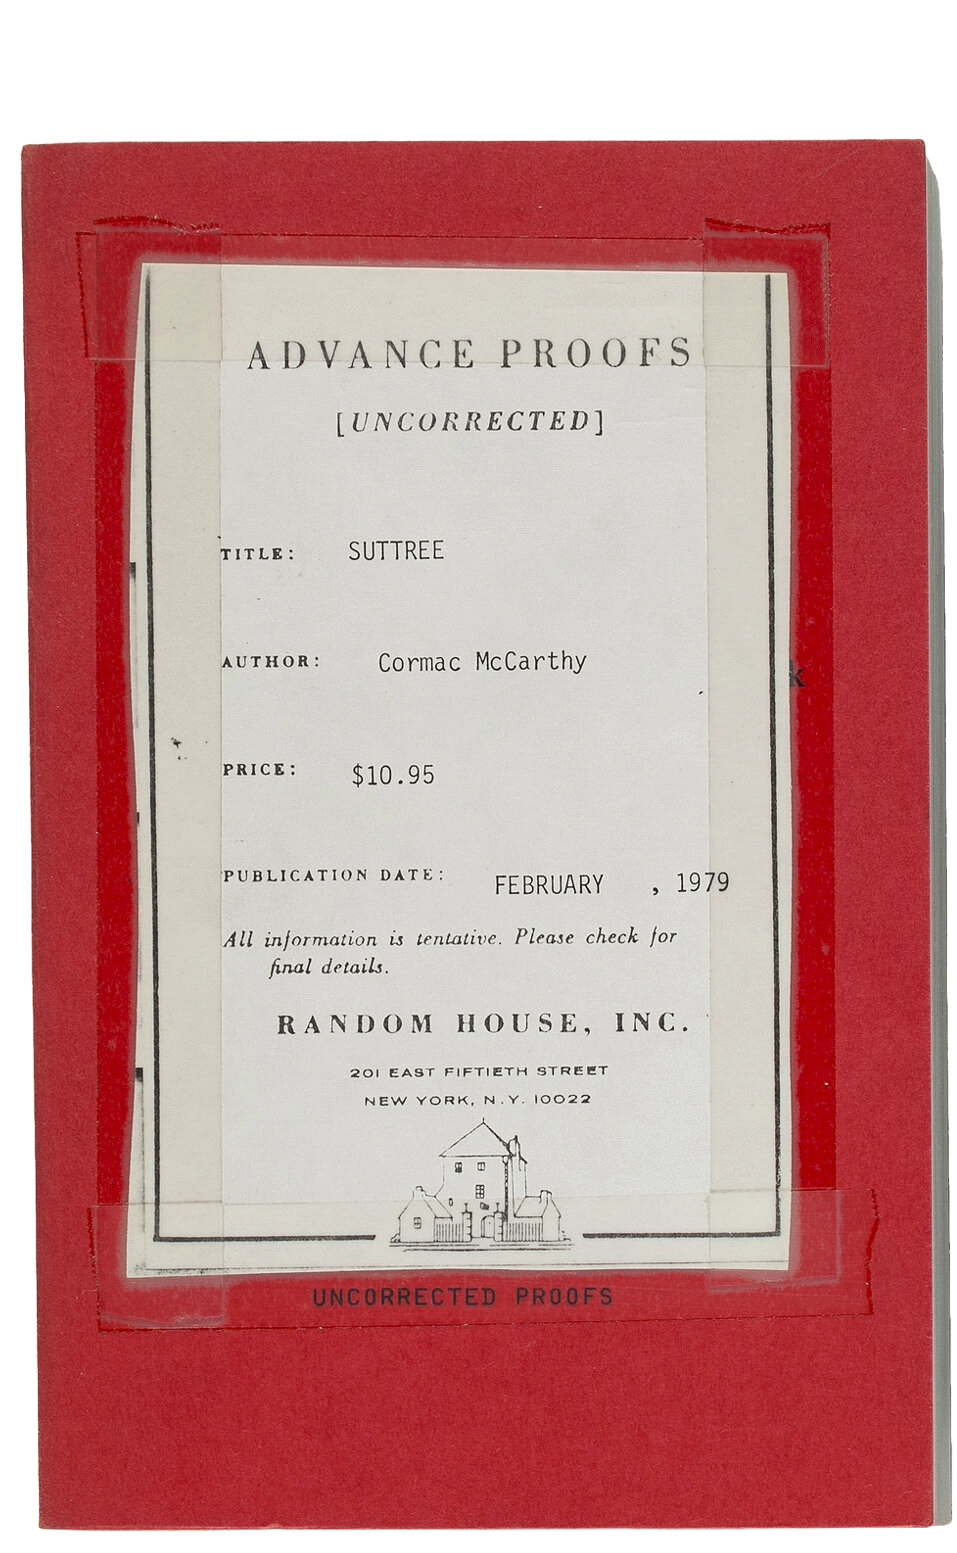 ADVANCE PROOFS
[UNCORRECTED]
TITLE: SUTTREE
AUTHOR: Cormac McCarthy
PRICE: $10.95
PUBLICATION DATE: FEBRUARY , 1979
All information is tentative. Please check for
final details.
RANDOM HOUSE, INC.
201 EAST FIFTIETH STREET
NEW YORK, N.Y. 10022
UNCORRECTED PROOFS